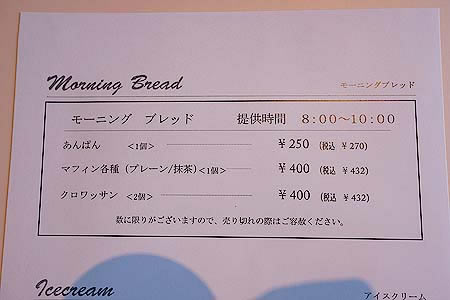 Morning Bread モーニングブレッド
モーニング ブレッド 提供時間 8:00〜10:00
あんぱん <1個> ¥250 (税込 ¥270)
マフィン各種 (プレーン/抹茶) <1個> ¥400 (税込 ¥432)
クロワッサン <2個> ¥400 (税込 ¥432)
数に限りがございますので、売り切れの際はご容赦ください。
Icecream アイスクリーム